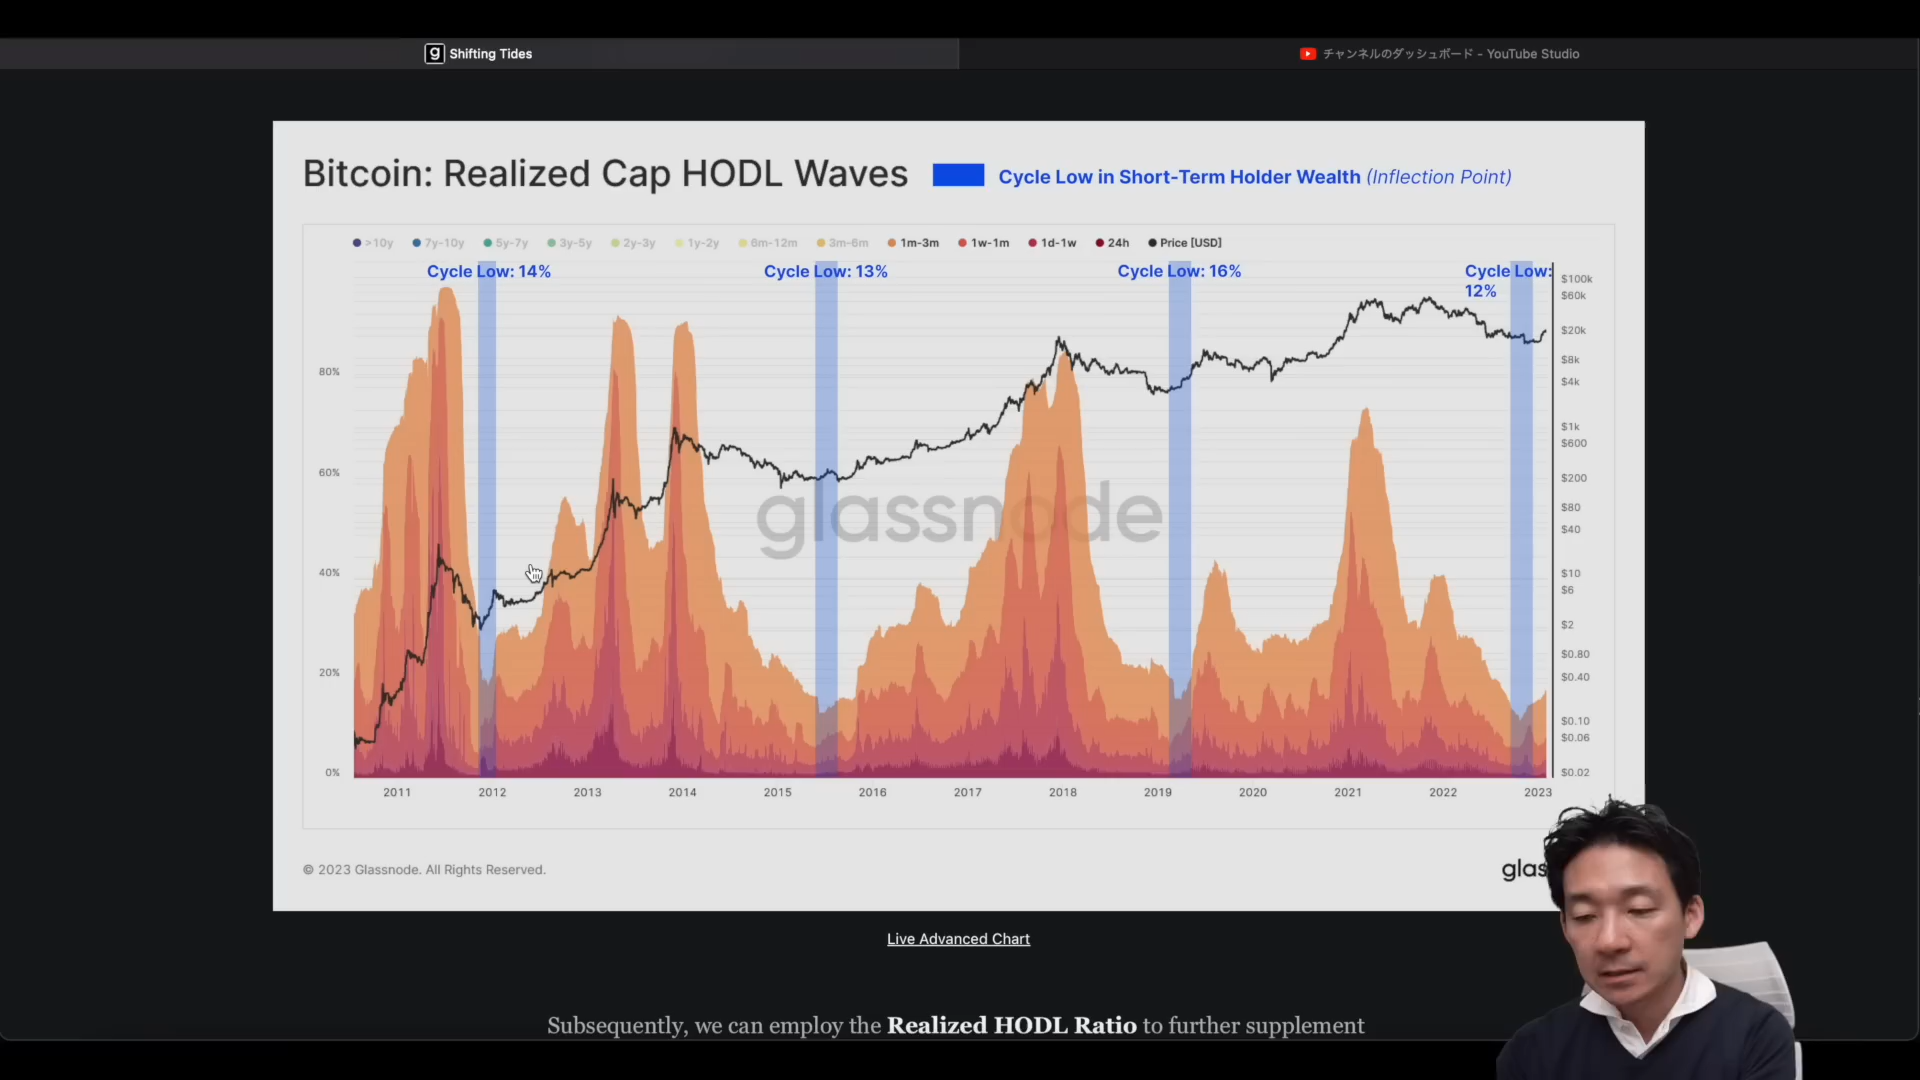 g Shifting Tides
チャンネルのダッシュボード - YouTube Studio
Bitcoin: Realized Cap HODL Waves
Cycle Low in Short-Term Holder Wealth (Inflection Point)
>10y 7y-10y 5y-7y 3y-5y 2y-3y 1y-2y 6m-12m 3m-6m 1m-3m 1w-1m 1d-1w 24h Price [USD]
Cycle Low: 14%
Cycle Low: 13%
Cycle Low: 16%
Cycle Low:
12%
80%
60%
40%
20%
0%
$100k
$60k
$20k
$8k
$4k
$1k
$600
$200
$80
$40
$10
$6
$2
$0.80
$0.40
$0.10
$0.06
$0.02
glassnode
2011 2012 2013 2014 2015 2016 2017 2018 2019 2020 2021 2022 2023
© 2023 Glassnode. All Rights Reserved.
glas
Live Advanced Chart
Subsequently, we can employ the Realized HODL Ratio to further supplement